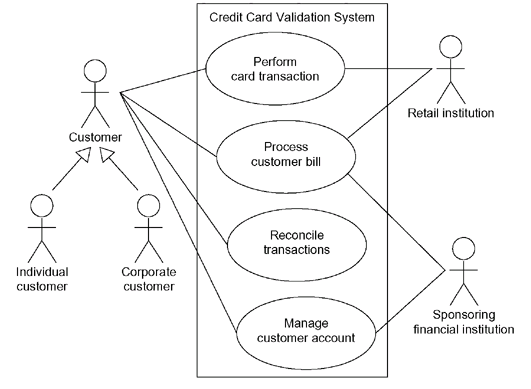 Credit Card Validation System
Perform
card transaction
Customer
Retail institution
Process
customer bill
Individual
customer
Corporate
customer
Reconcile
transactions
Manage
customer account
Sponsoring
financial institution